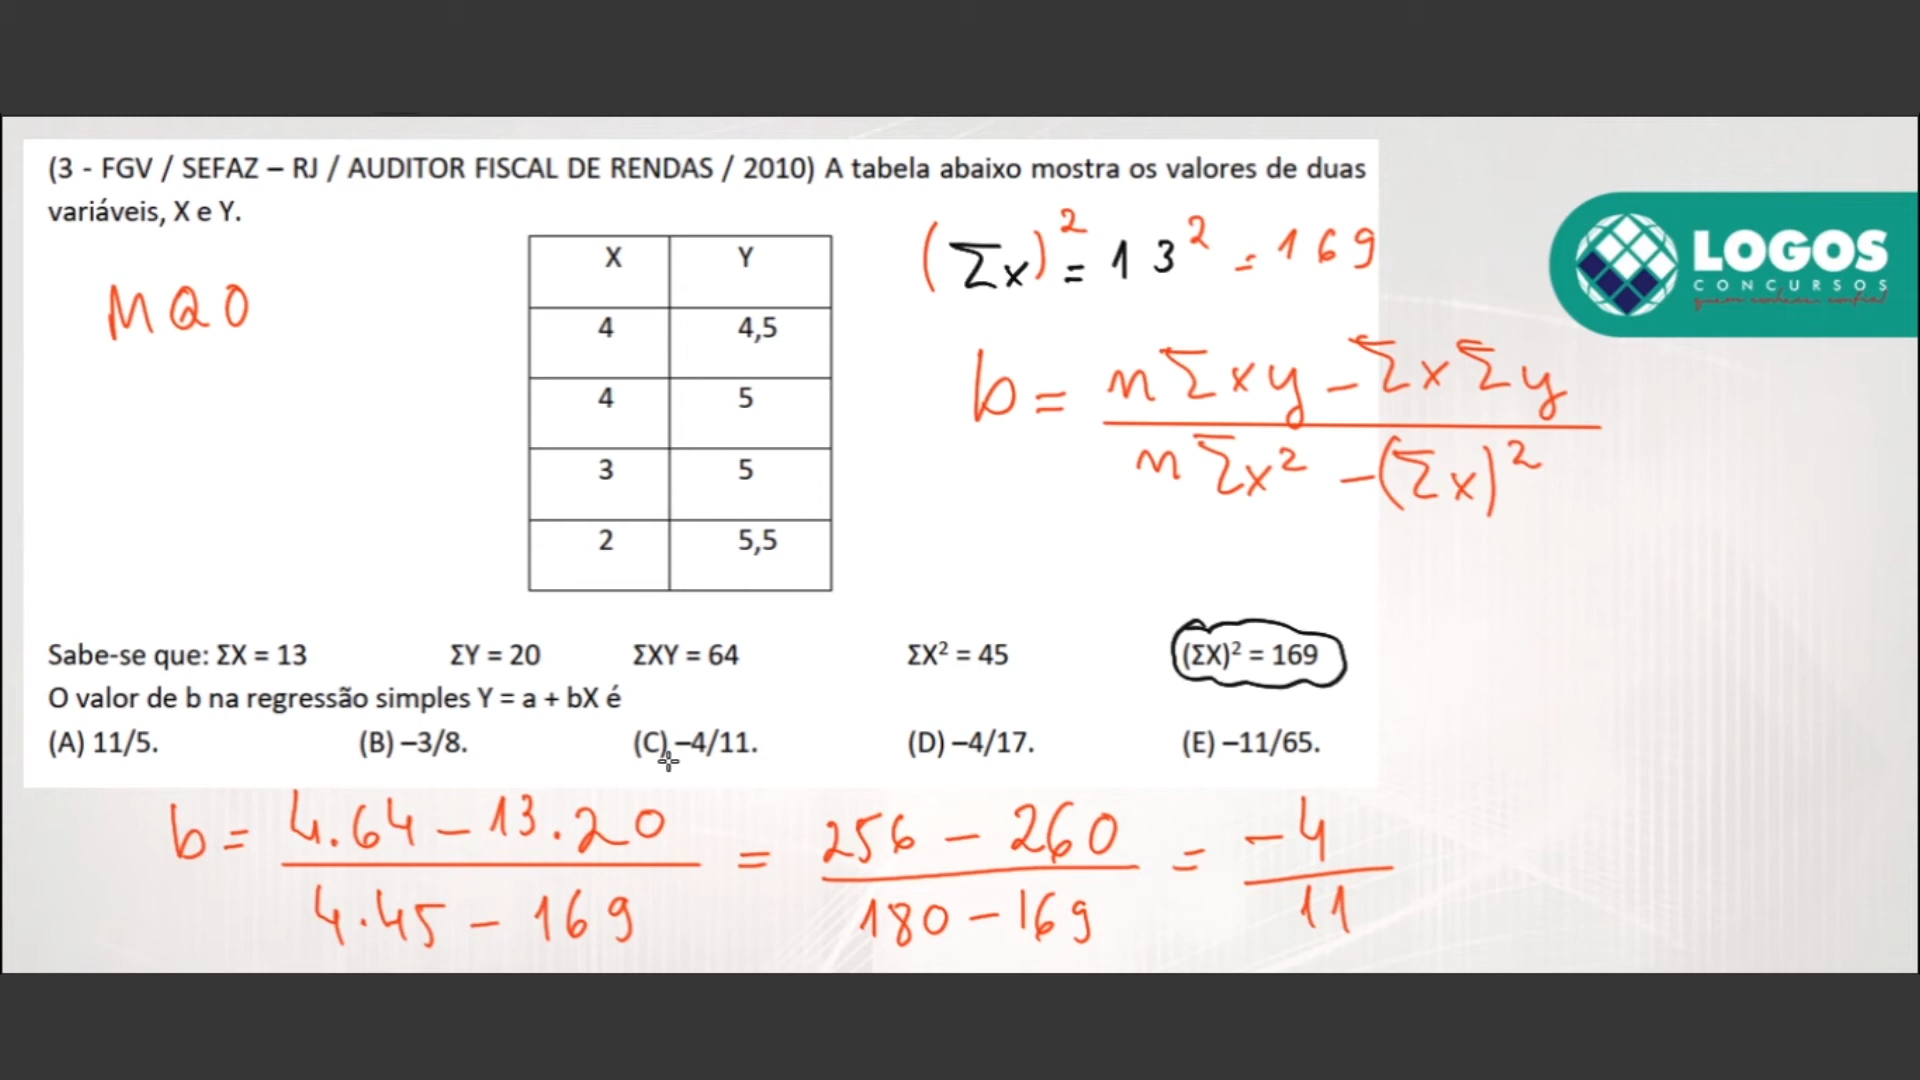 (3 - FGV / SEFAZ – RJ / AUDITOR FISCAL DE RENDAS / 2010) A tabela abaixo mostra os valores de duas
variáveis, X e Y.
(Σx)² = 13² = 169
LOGOS
CONCURSOS
MQO
X Y
4 4,5
4 5
3 5
2 5,5
b = nΣxy – ΣxΣy / nΣx² – (Σx)²
Sabe-se que: ΣX = 13 ΣY = 20 ΣXY = 64 ΣX² = 45 (ΣX)² = 169
O valor de b na regressão simples Y = a + bX é
(A) 11/5. (B) –3/8. (C) –4/11. (D) –4/17. (E) –11/65.
b = 4.64 – 13.20 / 4.45 – 169 = 256 – 260 / 180 – 169 = –4 / 11